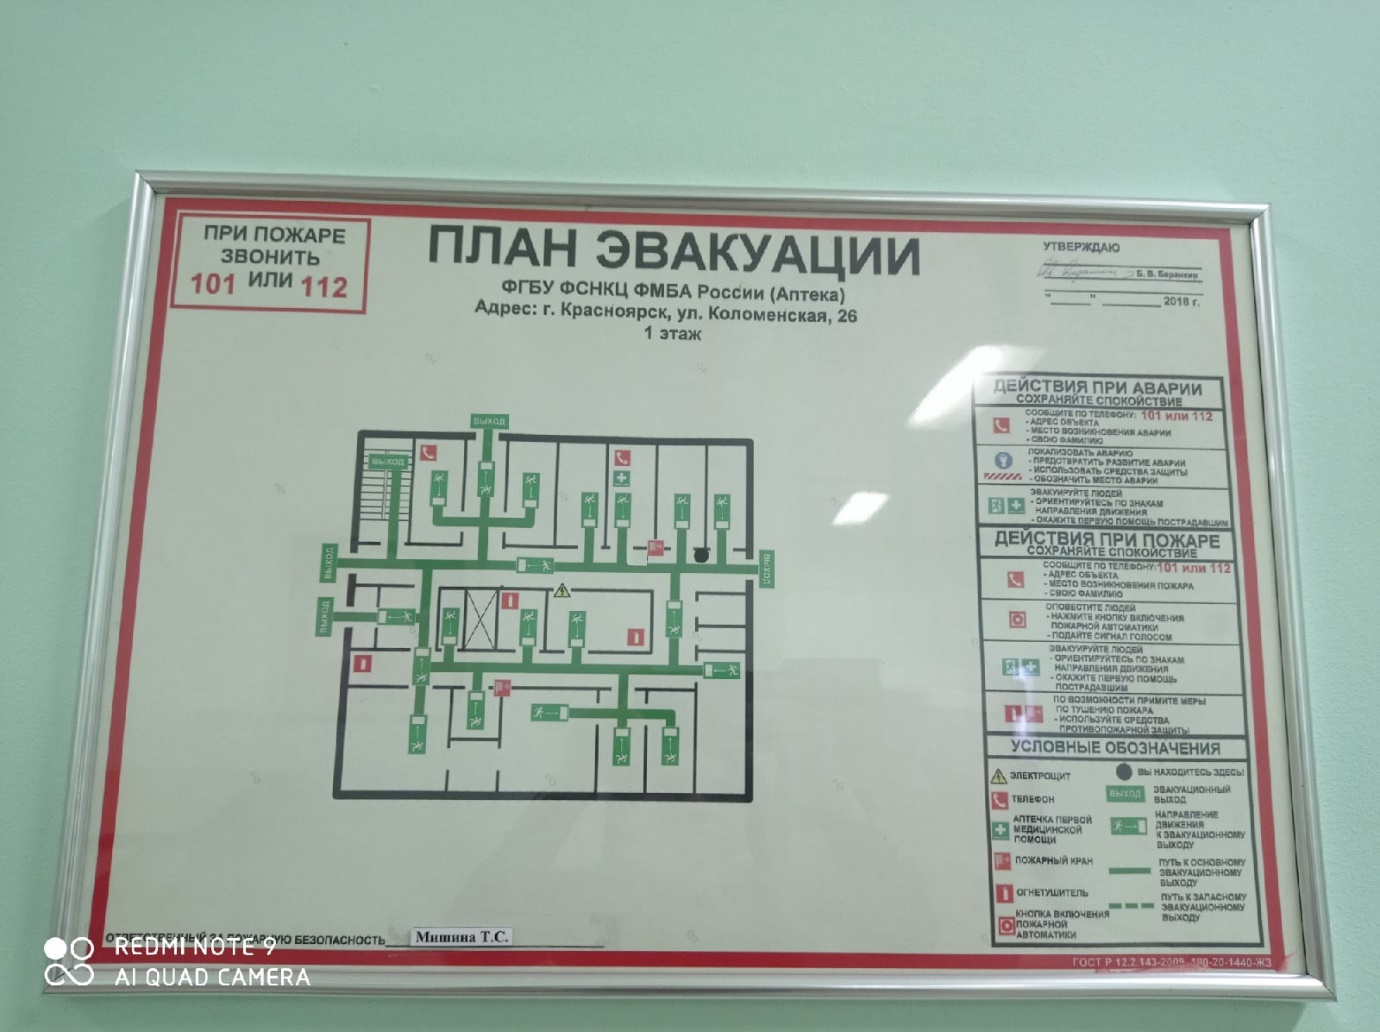 ПРИ ПОЖАРЕ
ЗВОНИТЬ
101 ИЛИ 112
ПЛАН ЭВАКУАЦИИ
ФГБУ ФСНКЦ ФМБА России (Аптека)
Адрес: г. Красноярск, ул. Коломенская, 26
1 этаж
УТВЕРЖДАЮ
Б. В. Баранкин
"____" ________ 2018 г.
ВЫХОД
ВЫХОД
ВЫХОД
ВЫХОД
ВЫХОД
ДЕЙСТВИЯ ПРИ АВАРИИ
СОХРАНЯЙТЕ СПОКОЙСТВИЕ
СООБЩИТЕ ПО ТЕЛЕФОНУ: 101 или 112
- АДРЕС ОБЪЕКТА
- МЕСТО ВОЗНИКНОВЕНИЯ АВАРИИ
- СВОЮ ФАМИЛИЮ
ЛОКАЛИЗОВАТЬ АВАРИЮ
- ПРЕДОТВРАТИТЬ РАЗВИТИЕ АВАРИИ
- ИСПОЛЬЗОВАТЬ СРЕДСТВА ЗАЩИТЫ
- ОБОЗНАЧИТЬ МЕСТО АВАРИИ
ЭВАКУИРУЙТЕ ЛЮДЕЙ
- ОРИЕНТИРУЙТЕСЬ ПО ЗНАКАМ
НАПРАВЛЕНИЯ ДВИЖЕНИЯ
- ОКАЖИТЕ ПЕРВУЮ ПОМОЩЬ ПОСТРАДАВШИМ
ДЕЙСТВИЯ ПРИ ПОЖАРЕ
СОХРАНЯЙТЕ СПОКОЙСТВИЕ
СООБЩИТЕ ПО ТЕЛЕФОНУ: 101 или 112
- АДРЕС ОБЪЕКТА
- МЕСТО ВОЗНИКНОВЕНИЯ ПОЖАРА
- СВОЮ ФАМИЛИЮ
ОПОВЕСТИТЕ ЛЮДЕЙ
- НАЖМИТЕ КНОПКУ ВКЛЮЧЕНИЯ
ПОЖАРНОЙ АВТОМАТИКИ
- ПОДАЙТЕ СИГНАЛ ГОЛОСОМ
ЭВАКУИРУЙТЕ ЛЮДЕЙ
- ОРИЕНТИРУЙТЕСЬ ПО ЗНАКАМ
НАПРАВЛЕНИЯ ДВИЖЕНИЯ
- ОКАЖИТЕ ПЕРВУЮ ПОМОЩЬ
ПОСТРАДАВШИМ
ПО ВОЗМОЖНОСТИ ПРИМИТЕ МЕРЫ
ПО ТУШЕНИЮ ПОЖАРА
- ИСПОЛЬЗУЙТЕ СРЕДСТВА
ПРОТИВОПОЖАРНОЙ ЗАЩИТЫ
УСЛОВНЫЕ ОБОЗНАЧЕНИЯ
ЭЛЕКТРОЩИТ
ТЕЛЕФОН
АПТЕЧКА ПЕРВОЙ
МЕДИЦИНСКОЙ
ПОМОЩИ
ПОЖАРНЫЙ КРАН
ОГНЕТУШИТЕЛЬ
КНОПКА ВКЛЮЧЕНИЯ
ПОЖАРНОЙ
АВТОМАТИКИ
ВЫ НАХОДИТЕСЬ ЗДЕСЬ!
ВЫХОД
ЭВАКУАЦИОННЫЙ
ВЫХОД
НАПРАВЛЕНИЕ
ДВИЖЕНИЯ
К ЭВАКУАЦИОННОМУ
ВЫХОДУ
ПУТЬ К ОСНОВНОМУ
ЭВАКУАЦИОННОМУ
ВЫХОДУ
ПУТЬ К ЗАПАСНОМУ
ЭВАКУАЦИОННОМУ
ВЫХОДУ
ОТВЕТСТВЕННЫЙ ЗА ПОЖАРНУЮ БЕЗОПАСНОСТЬ Мишина Т.С.
ГОСТ Р 12.2.143-2009
REDMI NOTE 9
AI QUAD CAMERA